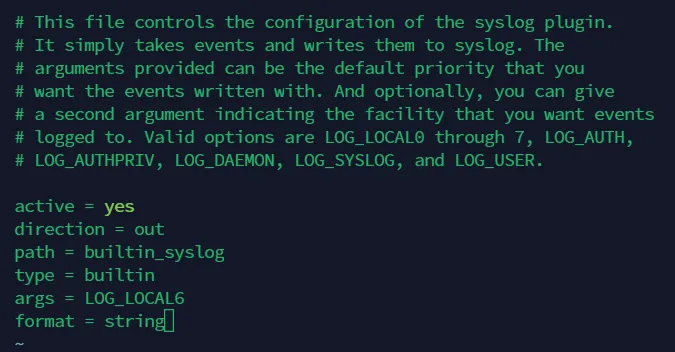 # This file controls the configuration of the syslog plugin.
# It simply takes events and writes them to syslog. The
# arguments provided can be the default priority that you
# want the events written with. And optionally, you can give
# a second argument indicating the facility that you want events
# logged to. Valid options are LOG_LOCAL0 through 7, LOG_AUTH,
# LOG_AUTHPRIV, LOG_DAEMON, LOG_SYSLOG, and LOG_USER.

active = yes
direction = out
path = builtin_syslog
type = builtin
args = LOG_LOCAL6
format = string
~